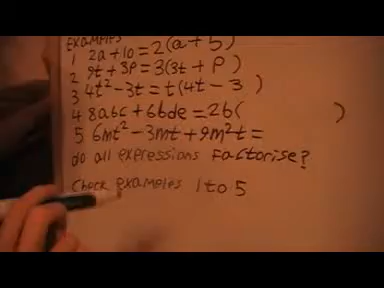 EXAMPLES
1 2a + 10 = 2(a + 5)
2 9t + 3p = 3(3t + p)
3 4t² - 3t = t(4t - 3)
4 8abc + 6bde = 2b( )
5 6mt² - 3mt + 9m²t =
do all expressions Factorise?
Check examples 1 to 5